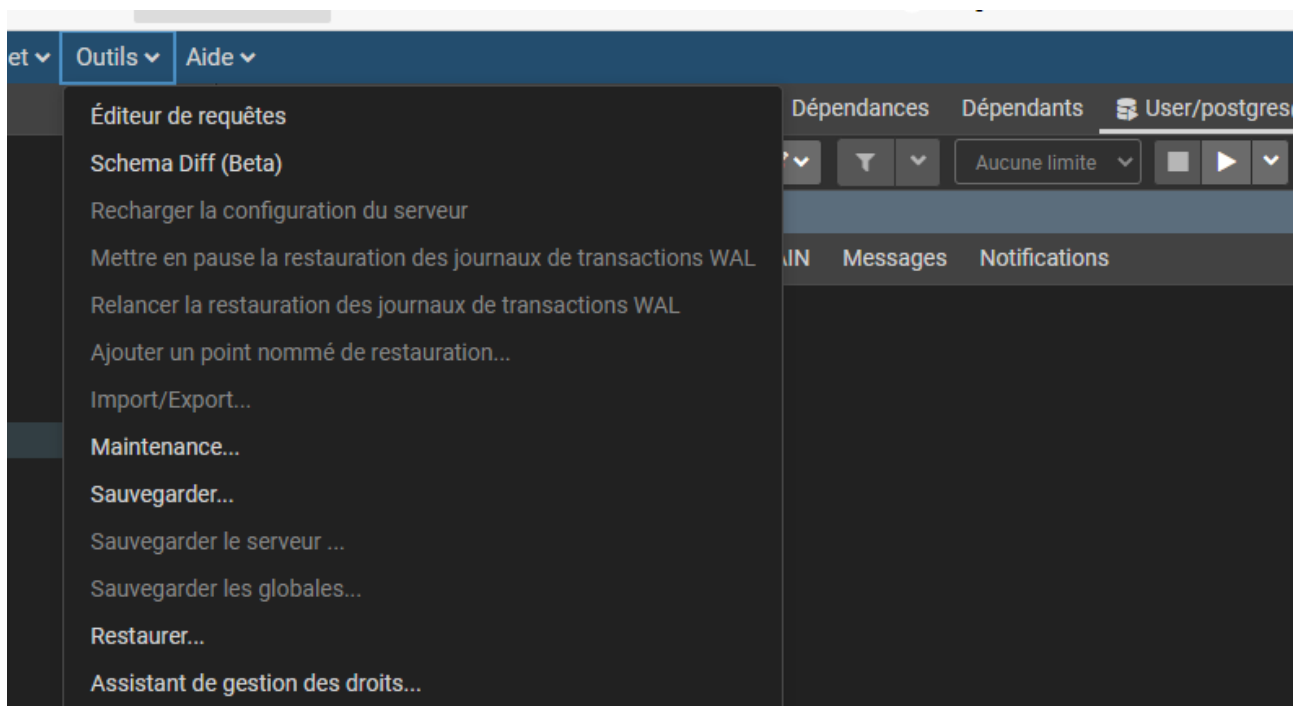 et Outils Aide
Éditeur de requêtes
Dépendances Dépendants User/postgres
Schema Diff (Beta)
Aucune limite
Recharger la configuration du serveur
Mettre en pause la restauration des journaux de transactions WAL
Messages Notifications
Relancer la restauration des journaux de transactions WAL
Ajouter un point nommé de restauration...
Import/Export...
Maintenance...
Sauvegarder...
Sauvegarder le serveur ...
Sauvegarder les globales...
Restaurer...
Assistant de gestion des droits...